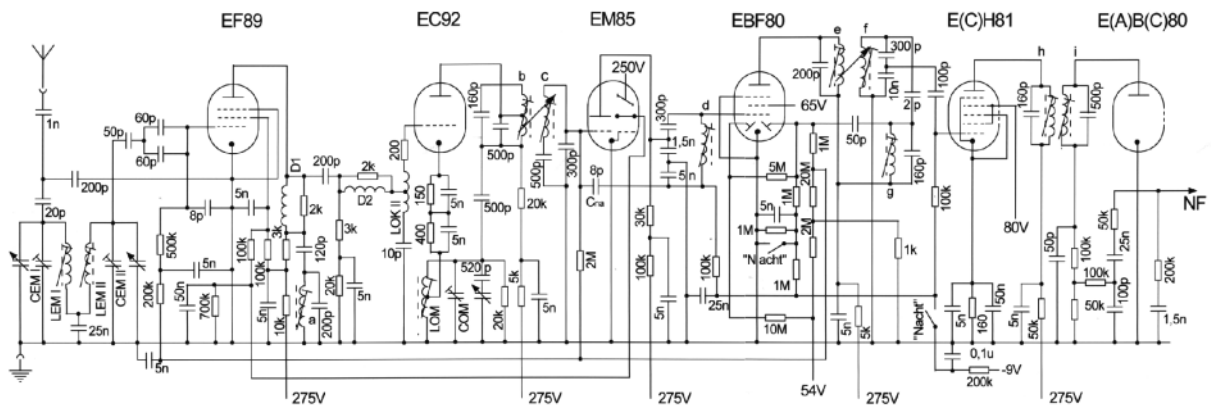 EF89
EC92
EM85
EBF80
E(C)H81
E(A)B(C)80
1n
50p
60p
60p
200p
20p
CEM I
LEM I
LEM II
CEM II
25n
5n
500k
200k
8p
5n
50n
700k
5n
100k
100k
3k
5n
10k
D1
2k
120p
a
200p
275V
200p
2k
D2
3k
20k
5n
LOK II
200
10p
150
400
5n
5n
LOM
COM
160p
b
c
500p
500p
520p
20k
500p
300p
20k
5k
5n
275V
250V
8p
Cna
2M
30k
100k
5n
275V
300p
1,5n
5n
d
100k
25n
65V
5M
1M
5n
1M
"Nacht"
1M
10M
20M
2M
1M
54V
e
f
200p
300p
10n
2p
50p
g
160p
100p
5n
5k
1k
275V
100k
"Nacht"
0,1u
200k
-9V
80V
5n
160
50n
5n
50k
160p
h
i
500p
275V
50p
100k
100k
50k
50k
25n
100p
200k
1,5n
NF